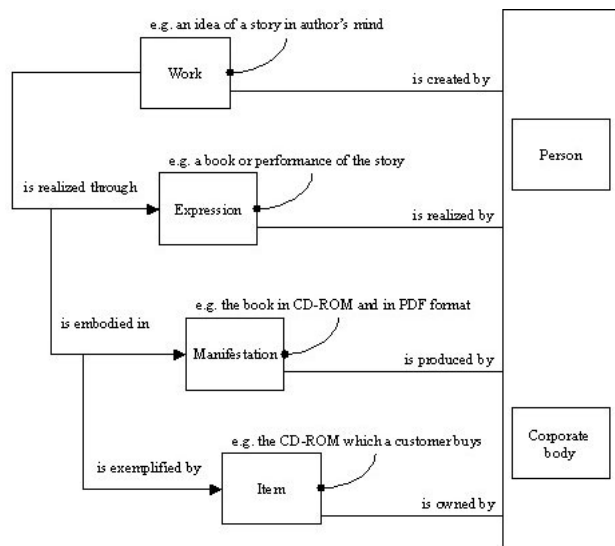 e.g. an idea of a story in author's mind
Work
is created by
Person
e.g. a book or performance of the story
is realized through
Expression
is realized by
e.g. the book in CD-ROM and in PDF format
is embodied in
Manifestation
is produced by
Corporate
body
e.g. the CD-ROM which a customer buys
is exemplified by
Item
is owned by